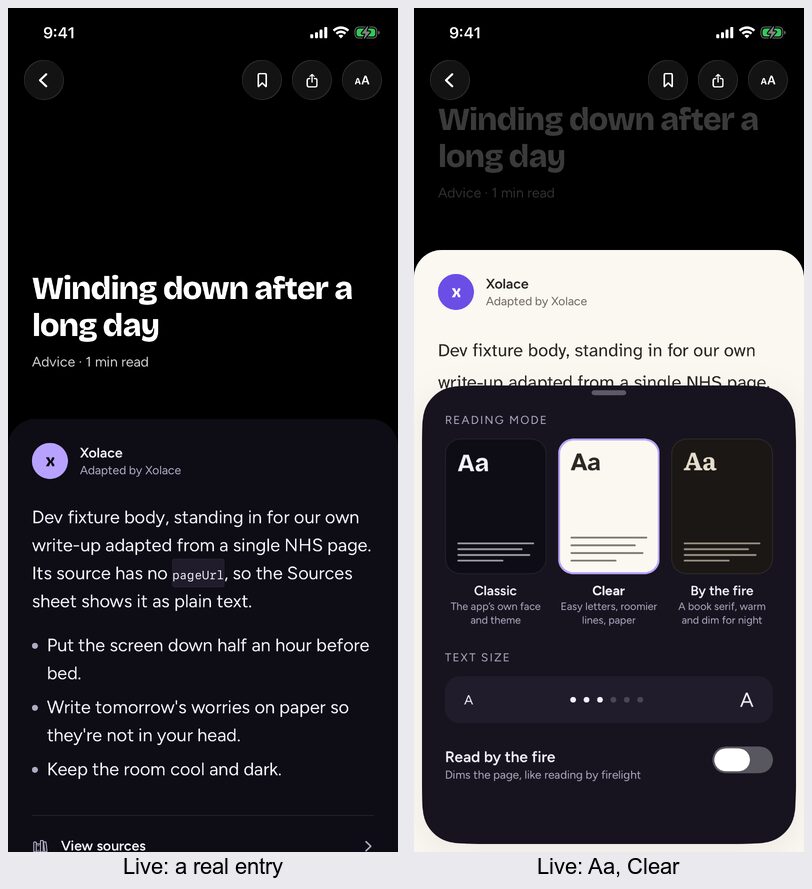 9:41
AA
Winding down after a
long day
Advice · 1 min read
x
Xolace
Adapted by Xolace
Dev fixture body, standing in for our own
write-up adapted from a single NHS page.
Its source has no pageUrl, so the Sources
sheet shows it as plain text.
• Put the screen down half an hour before
bed.
• Write tomorrow's worries on paper so
they're not in your head.
• Keep the room cool and dark.
View sources
Live: a real entry
9:41
AA
Winding down after a
long day
Advice · 1 min read
x
Xolace
Adapted by Xolace
Dev fixture body, standing in for our own
write-up adapted from a single NHS page.
READING MODE
Aa
Aa
Aa
Classic
The app's own face
and theme
Clear
Easy letters, roomier
lines, paper
By the fire
A book serif, warm
and dim for night
TEXT SIZE
A
A
Read by the fire
Dims the page, like reading by firelight
Live: Aa, Clear